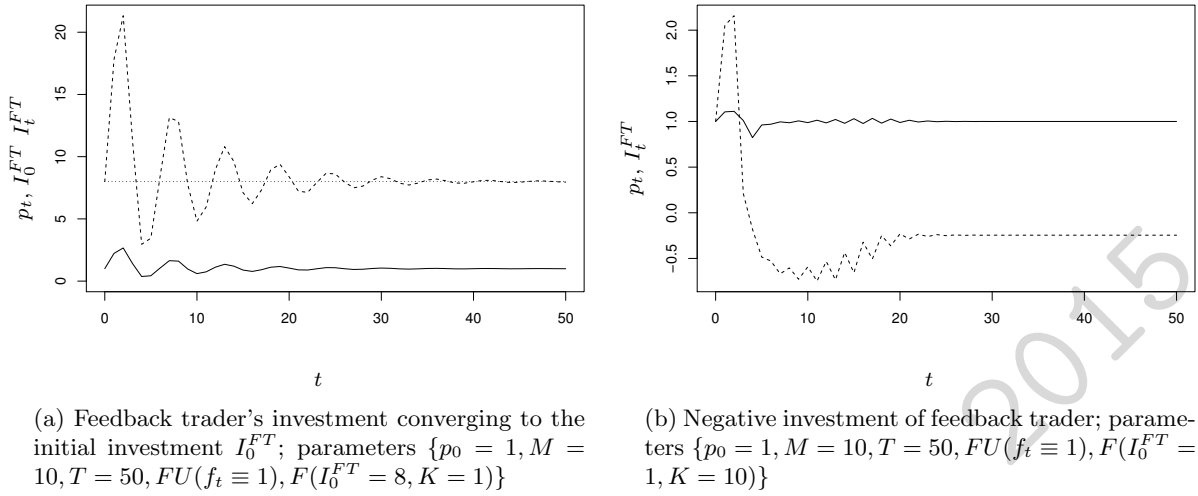 p_t, I_0^{FT} I_t^{FT}
20
15
10
5
0
0 10 20 30 40 50
t
(a) Feedback trader's investment converging to the
initial investment I_0^{FT}; parameters {p_0 = 1, M =
10, T = 50, FU(f_t ≡ 1), F(I_0^{FT} = 8, K = 1)}
p_t, I_t^{FT}
2.0
1.5
1.0
0.5
0.0
−0.5
0 10 20 30 40 50
t
(b) Negative investment of feedback trader; parame-
ters {p_0 = 1, M = 10, T = 50, FU(f_t ≡ 1), F(I_0^{FT} =
1, K = 10)}
2015